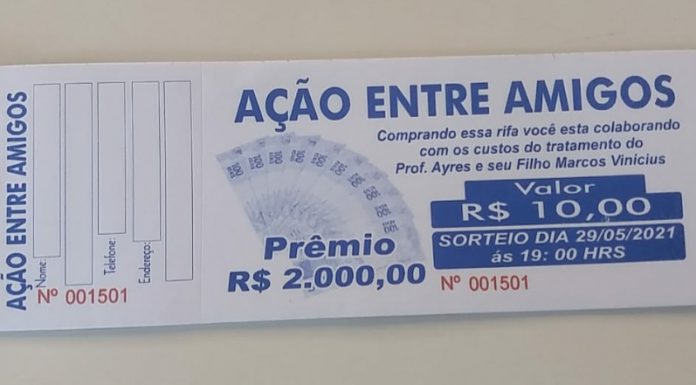 AÇÃO ENTRE AMIGOS
Nome:
Telefone:
Endereço:
Nº 001501
AÇÃO ENTRE AMIGOS
Comprando essa rifa você esta colaborando
com os custos do tratamento do
Prof. Ayres e seu Filho Marcos Vinicius
Prêmio
R$ 2.000,00
Valor
R$ 10,00
SORTEIO DIA 29/05/2021
ás 19: 00 HRS
Nº 001501